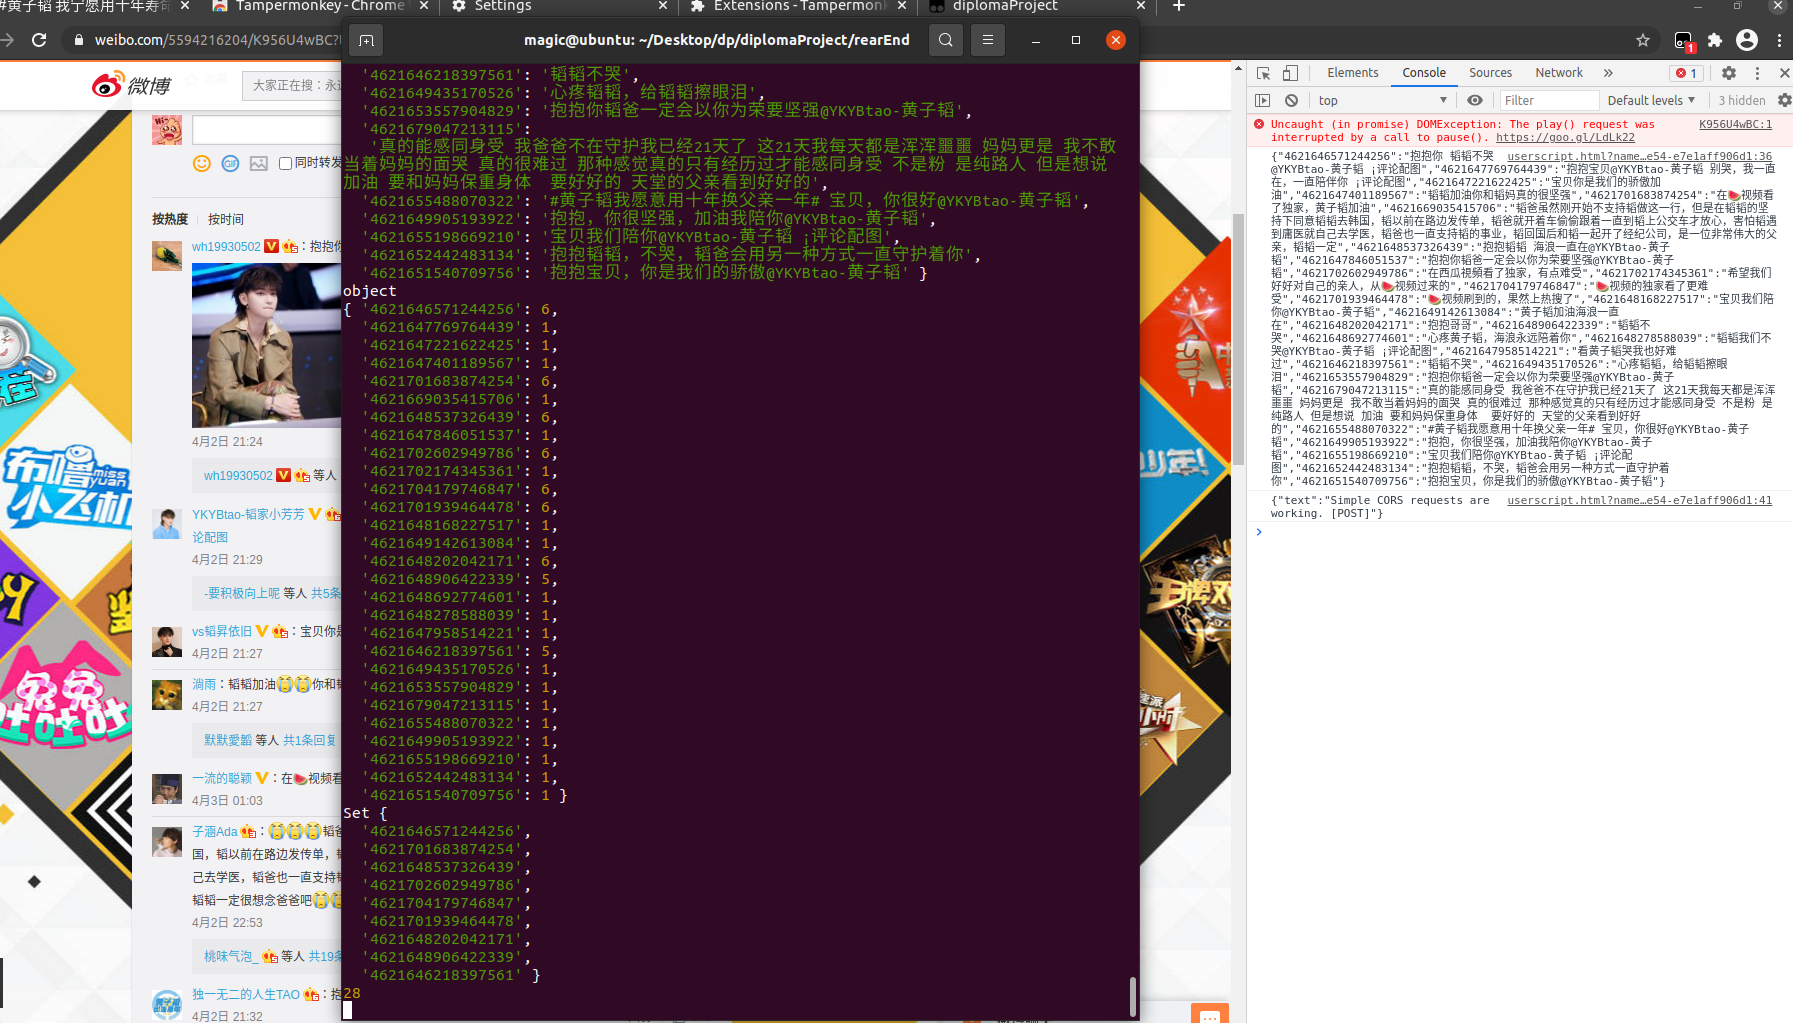 #黄子韬 我宁愿用十年寿命
Tampermonkey - Chrome
Settings
Extensions - Tampermonk
diplomaProject
weibo.com/5594216204/K956U4wBC?
微博
大家正在搜：永
同时转发
按热度 按时间
wh19930502：抱抱你
4月2日 21:24
wh19930502 等人
YKYBtao-韬家小芳芳
论配图
4月2日 21:29
-要积极向上呢 等人 共5条
vs韬昇依旧：宝贝你是
4月2日 21:27
淌雨：韬韬加油 你和
4月2日 21:27
默默爱韬 等人 共1条回复
一流的聪颖：在🍉视频看
4月3日 01:03
子涵Ada：
国，韬以前在路边发传单，
己去学医，韬爸也一直支持
韬韬一定很想念爸爸吧
4月2日 22:53
桃味气泡_ 等人 共19条
独一无二的人生TAO：抱
4月2日 21:32
布噜
missyuan
小飞机
magic@ubuntu: ~/Desktop/dp/diplomaProject/rearEnd
'4621646218397561': '韬韬不哭',
'4621649435170526': '心疼韬韬，给韬韬擦眼泪',
'4621653557904829': '抱抱你韬爸一定会以你为荣要坚强@YKYBtao-黄子韬',
'4621679047213115':
'真的能感同身受 我爸爸不在守护我已经21天了 这21天我每天都是浑浑噩噩 妈妈更是 我不敢
当着妈妈的面哭 真的很难过 那种感觉真的只有经历过才能感同身受 不是粉 是纯路人 但是想说
加油 要和妈妈保重身体  要好好的 天堂的父亲看到好好的',
'4621655488070322': '#黄子韬我愿意用十年换父亲一年# 宝贝，你很好@YKYBtao-黄子韬',
'4621649905193922': '抱抱，你很坚强，加油我陪你@YKYBtao-黄子韬',
'4621655198669210': '宝贝我们陪你@YKYBtao-黄子韬 ¡评论配图',
'4621652442483134': '抱抱韬韬，不哭，韬爸会用另一种方式一直守护着你',
'4621651540709756': '抱抱宝贝，你是我们的骄傲@YKYBtao-黄子韬' }
object
{ '4621646571244256': 6,
'4621647769764439': 1,
'4621647221622425': 1,
'4621647401189567': 1,
'4621701683874254': 6,
'4621669035415706': 1,
'4621648537326439': 6,
'4621647846051537': 1,
'4621702602949786': 6,
'4621702174345361': 1,
'4621704179746847': 6,
'4621701939464478': 6,
'4621648168227517': 1,
'4621649142613084': 1,
'4621648202042171': 6,
'4621648906422339': 5,
'4621648692774601': 1,
'4621648278588039': 1,
'4621647958514221': 1,
'4621646218397561': 5,
'4621649435170526': 1,
'4621653557904829': 1,
'4621679047213115': 1,
'4621655488070322': 1,
'4621649905193922': 1,
'4621655198669210': 1,
'4621652442483134': 1,
'4621651540709756': 1 }
Set {
'4621646571244256',
'4621701683874254',
'4621648537326439',
'4621702602949786',
'4621704179746847',
'4621701939464478',
'4621648202042171',
'4621648906422339',
'4621646218397561' }
28
Elements Console Sources Network » 1
top Filter Default levels 3 hidden
Uncaught (in promise) DOMException: The play() request was K956U4wBC:1
interrupted by a call to pause(). https://goo.gl/LdLk22
{"4621646571244256":"抱抱你 韬韬不哭 userscript.html?name…e54-e7e1aff906d1:36
@YKYBtao-黄子韬 ¡评论配图","4621647769764439":"抱抱宝贝@YKYBtao-黄子韬 别哭，我一直
在，一直陪伴你 ¡评论配图","4621647221622425":"宝贝你是我们的骄傲加
油","4621647401189567":"韬韬加油你和韬妈真的很坚强","4621701683874254":"在🍉视频看
了独家，黄子韬加油","4621669035415706":"韬爸虽然刚开始不支持韬做这一行，但是在韬韬的坚
持下同意韬韬去韩国，韬以前在路边发传单，韬爸就开着车偷偷跟着一直到韬上公交车才放心，害怕韬遇
到庸医就自己去学医，韬爸也一直支持韬的事业，韬回国后和韬一起开了经纪公司，是一位非常伟大的父
亲，韬韬一定","4621648537326439":"抱抱韬韬 海浪一直在@YKYBtao-黄子
韬","4621647846051537":"抱抱你韬爸一定会以你为荣要坚强@YKYBtao-黄子
韬","4621702602949786":"在西瓜視頻看了独家，有点难受","4621702174345361":"希望我们
好好对自己的亲人，从🍉视频过来的","4621704179746847":"🍉视频的独家看了更难
受","4621701939464478":"🍉视频刷到的，果然上热搜了","4621648168227517":"宝贝我们陪
你@YKYBtao-黄子韬","4621649142613084":"黄子韬加油海浪一直
在","4621648202042171":"抱抱哥哥","4621648906422339":"韬韬不
哭","4621648692774601":"心疼黄子韬，海浪永远陪着你","4621648278588039":"韬韬我们不
哭@YKYBtao-黄子韬 ¡评论配图","4621647958514221":"看黄子韬哭我也好难
过","4621646218397561":"韬韬不哭","4621649435170526":"心疼韬韬，给韬韬擦眼
泪","4621653557904829":"抱抱你韬爸一定会以你为荣要坚强@YKYBtao-黄子
韬","4621679047213115":"真的能感同身受 我爸爸不在守护我已经21天了 这21天我每天都是浑浑
噩噩 妈妈更是 我不敢当着妈妈的面哭 真的很难过 那种感觉真的只有经历过才能感同身受 不是粉 是
纯路人 但是想说 加油 要和妈妈保重身体  要好好的 天堂的父亲看到好好
的","4621655488070322":"#黄子韬我愿意用十年换父亲一年# 宝贝，你很好@YKYBtao-黄子
韬","4621649905193922":"抱抱，你很坚强，加油我陪你@YKYBtao-黄子
韬","4621655198669210":"宝贝我们陪你@YKYBtao-黄子韬 ¡评论配
图","4621652442483134":"抱抱韬韬，不哭，韬爸会用另一种方式一直守护着
你","4621651540709756":"抱抱宝贝，你是我们的骄傲@YKYBtao-黄子韬"}
{"text":"Simple CORS requests are userscript.html?name…e54-e7e1aff906d1:41
working. [POST]"}